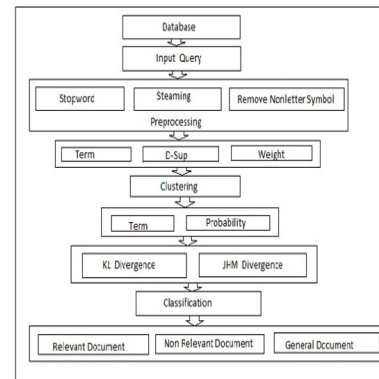 Database
Input Query
Stopword Steaming Remove Nonletter Symbol
Preprocessing
Term D-Sup Weight
Clustering
Term Probability
KL Divergence JHM Divergence
Classification
Relevant Document Non Relevant Document General Document